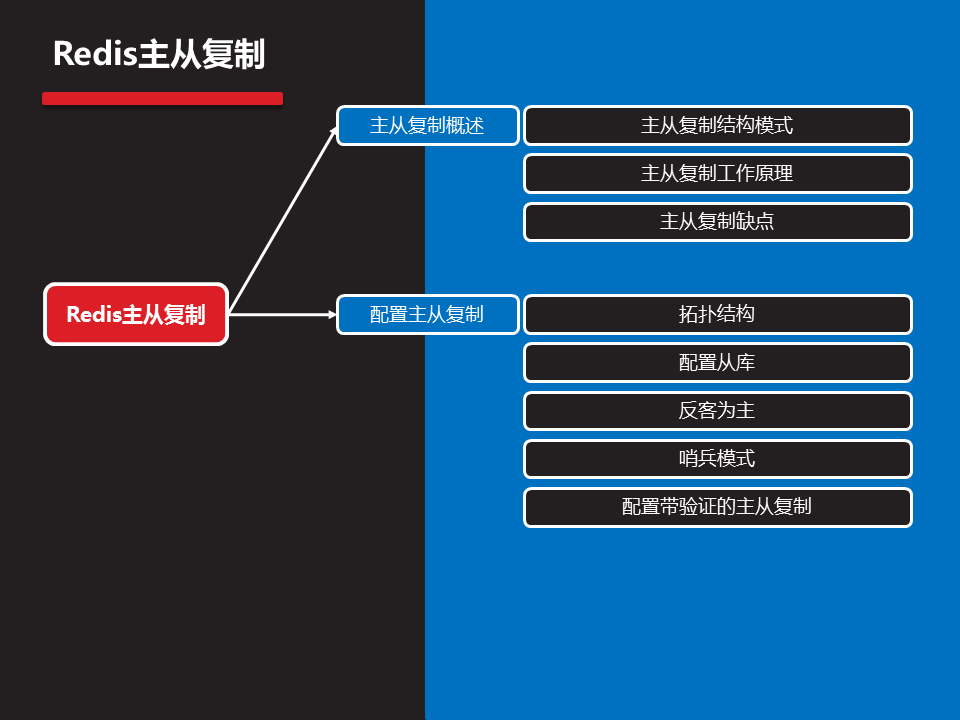 Redis主从复制
主从复制概述
主从复制结构模式
主从复制工作原理
主从复制缺点
Redis主从复制
配置主从复制
拓扑结构
配置从库
反客为主
哨兵模式
配置带验证的主从复制